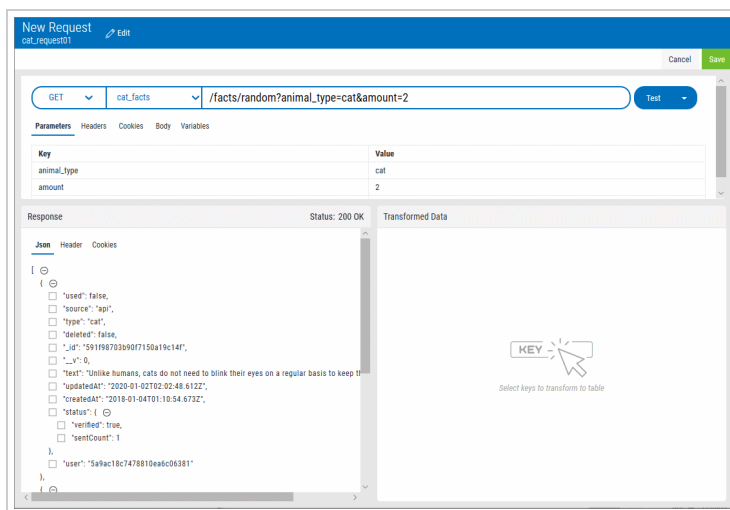 New Request
cat_request01
Edit
Cancel Save
GET cat_facts /facts/random?animal_type=cat&amount=2 Test
Parameters Headers Cookies Body Variables
Key Value
animal_type cat
amount 2
Response Status: 200 OK Transformed Data
Json Header Cookies
[
{
"used": false,
"source": "api",
"type": "cat",
"deleted": false,
"_id": "591f98703b90f7150a19c14f",
"__v": 0,
"text": "Unlike humans, cats do not need to blink their eyes on a regular basis to keep
"updatedAt": "2020-01-02T02:02:48.612Z",
"createdAt": "2018-01-04T01:10:54.673Z",
"status": {
"verified": true,
"sentCount": 1
},
"user": "5a9ac18c7478810ea6c06381"
},
{
KEY
Select keys to transform to table